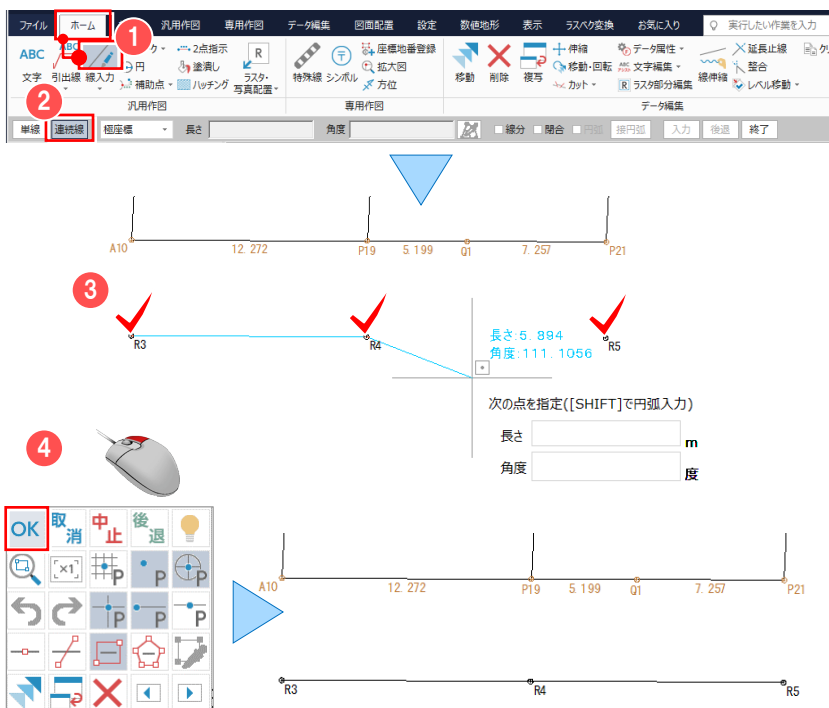 ファイル ホーム 汎用作図 専用作図 データ編集 図面配置 設定 数値地形 表示 ラスベク変換 お気に入り 実行したい作業を入力
1
ABC 文字
ABC 引出線
線入力
円
補助点
2点指示
塗潰し
ハッチング
R ラスタ・写真配置
特殊線
シンボル
座標地番登録
拡大図
方位
移動
削除
複写
伸縮
移動・回転
カット
データ属性
文字編集
R ラスタ部分編集
線伸縮
延長止線
整合
レベル移動
汎用作図 専用作図 データ編集
2
単線 連続線 極座標 長さ 角度 線分 閉合 円弧 接円弧 入力 後退 終了
A10 12.272 P19 5.199 Q1 7.257 P21
3
R3 R4 R5
長さ:5.894
角度:111.1056
次の点を指定([SHIFT]で円弧入力)
長さ m
角度 度
4
OK 取消 中止 後退
[×1] P P P
P P P
A10 12.272 P19 5.199 Q1 7.257 P21
R3 R4 R5